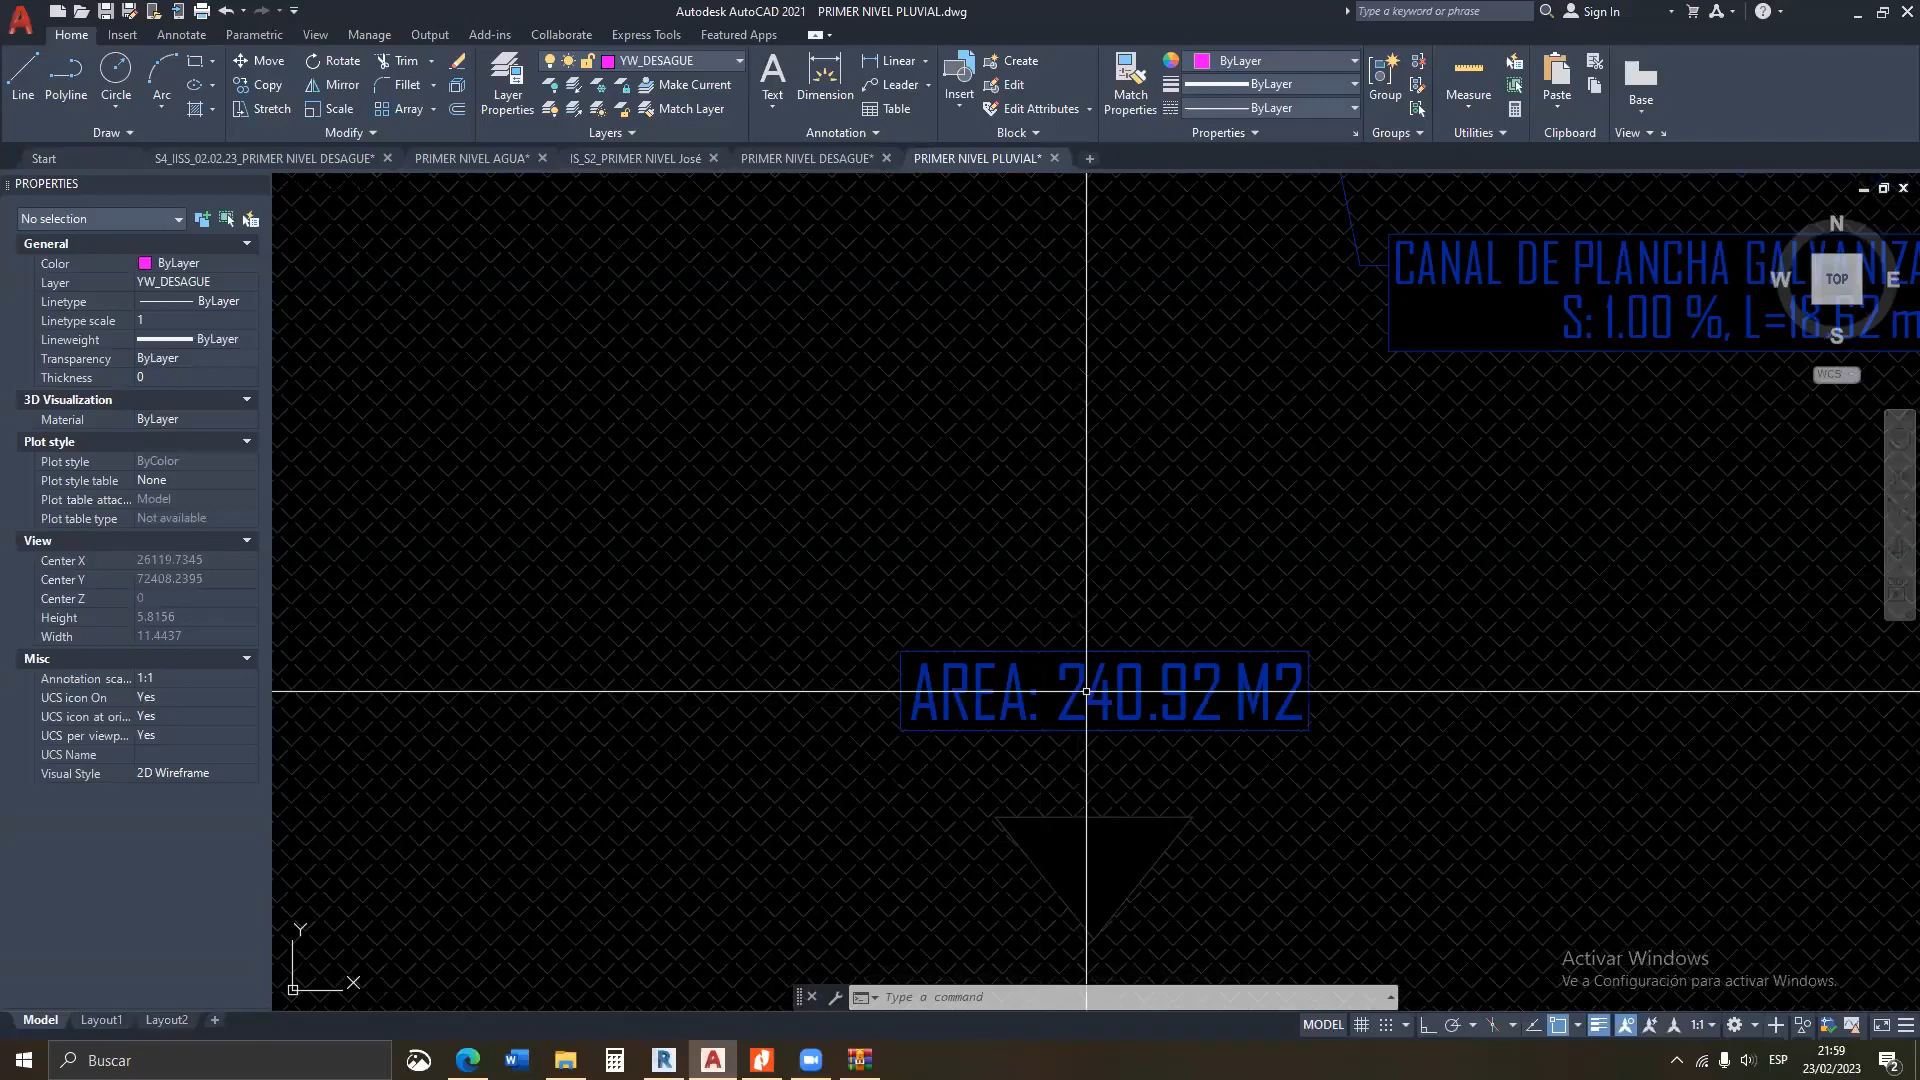 Autodesk AutoCAD 2021 PRIMER NIVEL PLUVIAL.dwg
Type a keyword or phrase
Sign In
Home Insert Annotate Parametric View Manage Output Add-ins Collaborate Express Tools Featured Apps
Line Polyline Circle Arc
Move Rotate Trim
Copy Mirror Fillet
Stretch Scale Array
Layer Properties
YW_DESAGUE
Make Current
Match Layer
Text Dimension
Linear
Leader
Table
Insert
Create
Edit
Edit Attributes
Match Properties
ByLayer
ByLayer
ByLayer
Group Measure Paste Base
Draw Modify Layers Annotation Block Properties Groups Utilities Clipboard View
Start S4_IISS_02.02.23_PRIMER NIVEL DESAGUE* PRIMER NIVEL AGUA* IS_S2_PRIMER NIVEL José PRIMER NIVEL DESAGUE* PRIMER NIVEL PLUVIAL*
PROPERTIES
No selection
General
Color ByLayer
Layer YW_DESAGUE
Linetype ByLayer
Linetype scale 1
Lineweight ByLayer
Transparency ByLayer
Thickness 0
3D Visualization
Material ByLayer
Plot style
Plot style ByColor
Plot style table None
Plot table attac... Model
Plot table type Not available
View
Center X 26119.7345
Center Y 72408.2395
Center Z 0
Height 5.8156
Width 11.4437
Misc
Annotation sca... 1:1
UCS icon On Yes
UCS icon at ori... Yes
UCS per viewp... Yes
UCS Name
Visual Style 2D Wireframe
CANAL DE PLANCHA GALVANIZA
S: 1.00 %, L=18.62 m
N
W TOP E
S
WCS
AREA: 240.92 M2
Y
X
Activar Windows
Ve a Configuración para activar Windows.
Type a command
Model Layout1 Layout2
MODEL 1:1
Buscar
ESP
21:59
23/02/2023
2